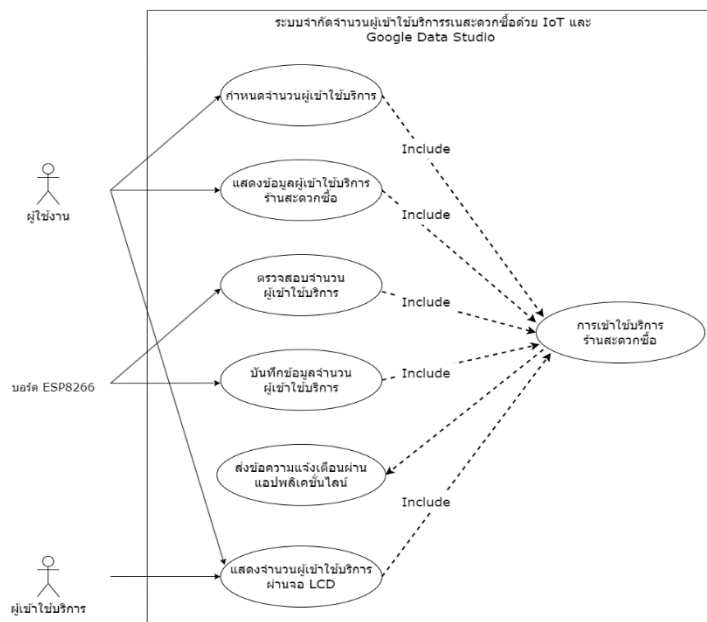 ระบบจำกัดจำนวนผู้เข้าใช้บริการรเนสะดวกซื้อด้วย IoT และ
Google Data Studio
กำหนดจำนวนผู้เข้าใช้บริการ
Include
แสดงข้อมูลผู้เข้าใช้บริการ
ร้านสะดวกซื้อ
ผู้ใช้งาน
Include
ตรวจสอบจำนวน
ผู้เข้าใช้บริการ
Include
การเข้าใช้บริการ
ร้านสะดวกซื้อ
บันทึกข้อมูลจำนวน
ผู้เข้าใช้บริการ
Include
บอร์ด ESP8266
ส่งข้อความแจ้งเตือนผ่าน
แอปพลิเคชั่นไลน์
Include
แสดงจำนวนผู้เข้าใช้บริการ
ผ่านจอ LCD
ผู้เข้าใช้บริการ